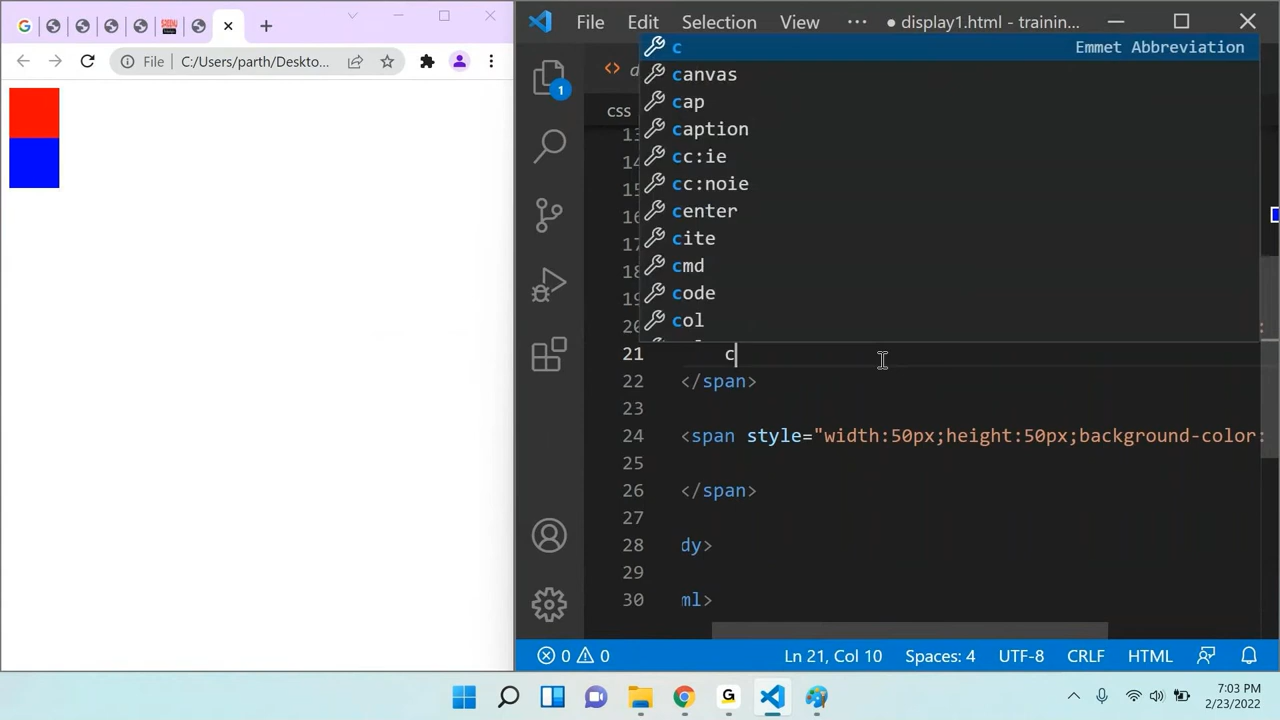 File Edit Selection View ··· ● display1.html - trainin...
File C:/Users/parth/Deskto...
c Emmet Abbreviation
canvas
cap
caption
cc:ie
cc:noie
center
cite
cmd
code
col
1
css
13
14
15
16
17
18
19
20
21 c
22 </span>
23
24 <span style="width:50px;height:50px;background-color:
25
26 </span>
27
28 dy>
29
30 ml>
0 0 Ln 21, Col 10 Spaces: 4 UTF-8 CRLF HTML
7:03 PM
2/23/2022